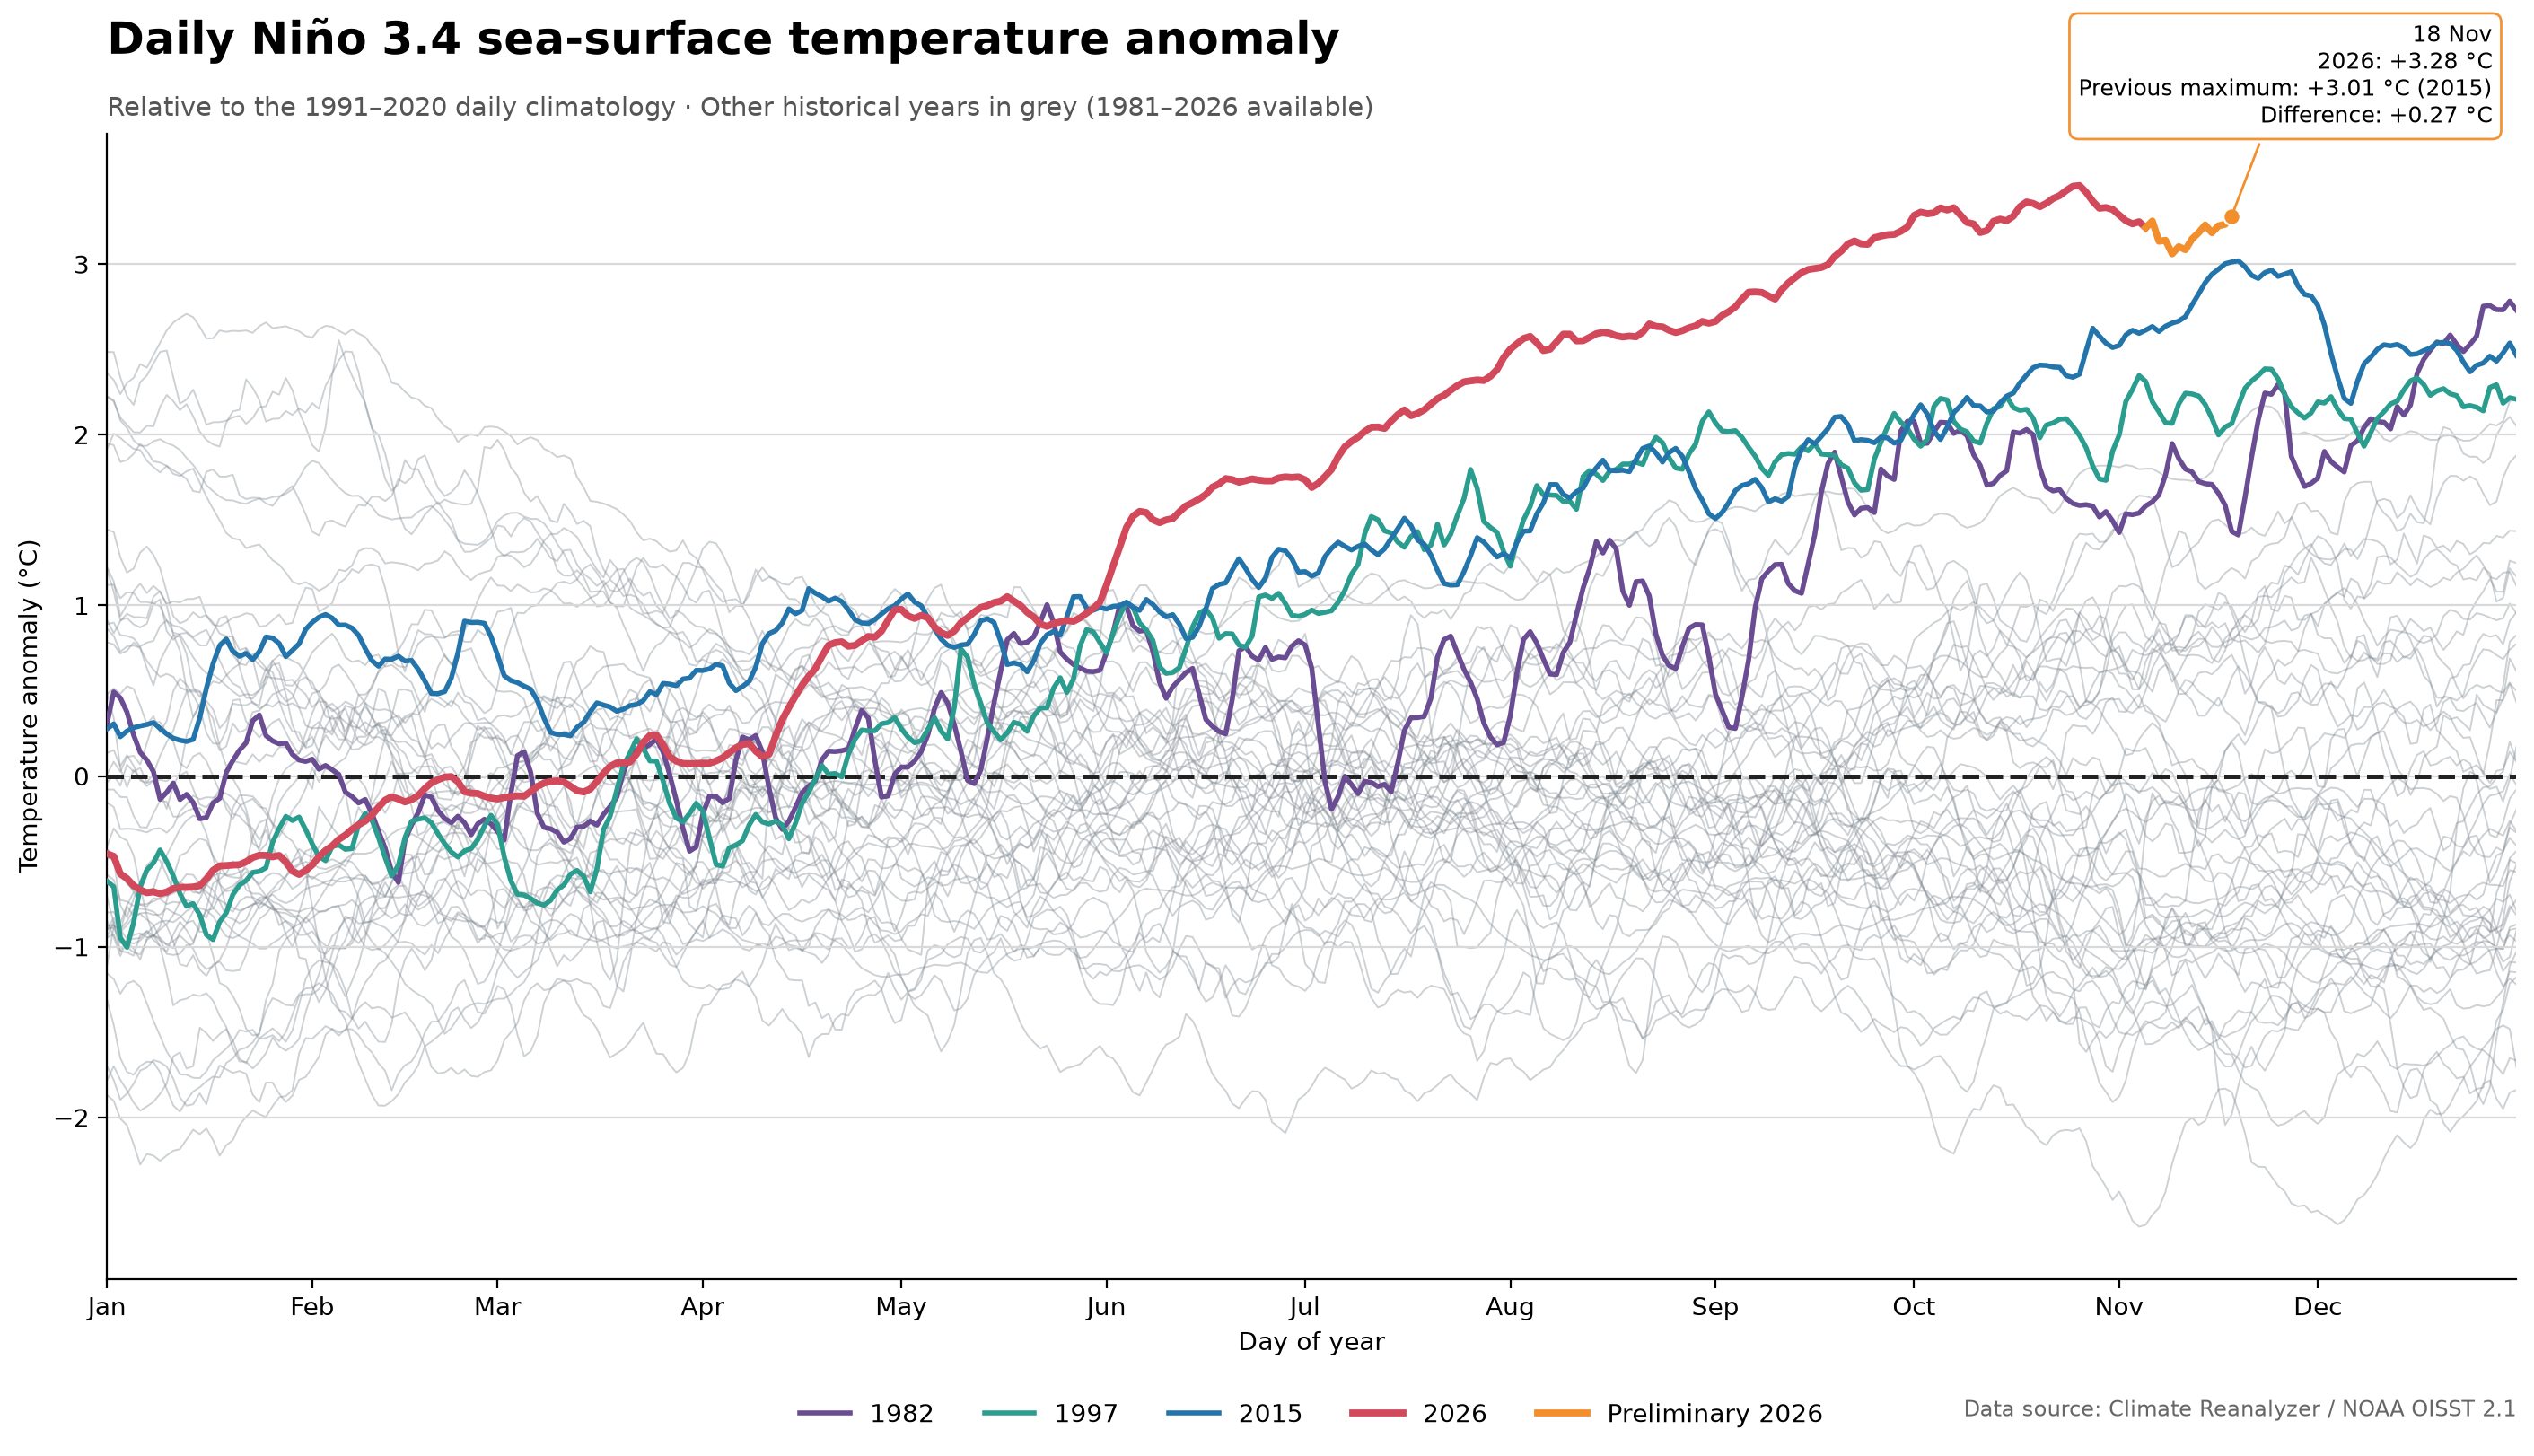 Daily Niño 3.4 sea-surface temperature anomaly
Relative to the 1991–2020 daily climatology · Other historical years in grey (1981–2026 available)
18 Nov
2026: +3.28 °C
Previous maximum: +3.01 °C (2015)
Difference: +0.27 °C
Temperature anomaly (°C)
3
2
1
0
−1
−2
Jan Feb Mar Apr May Jun Jul Aug Sep Oct Nov Dec
Day of year
1982 1997 2015 2026 Preliminary 2026
Data source: Climate Reanalyzer / NOAA OISST 2.1